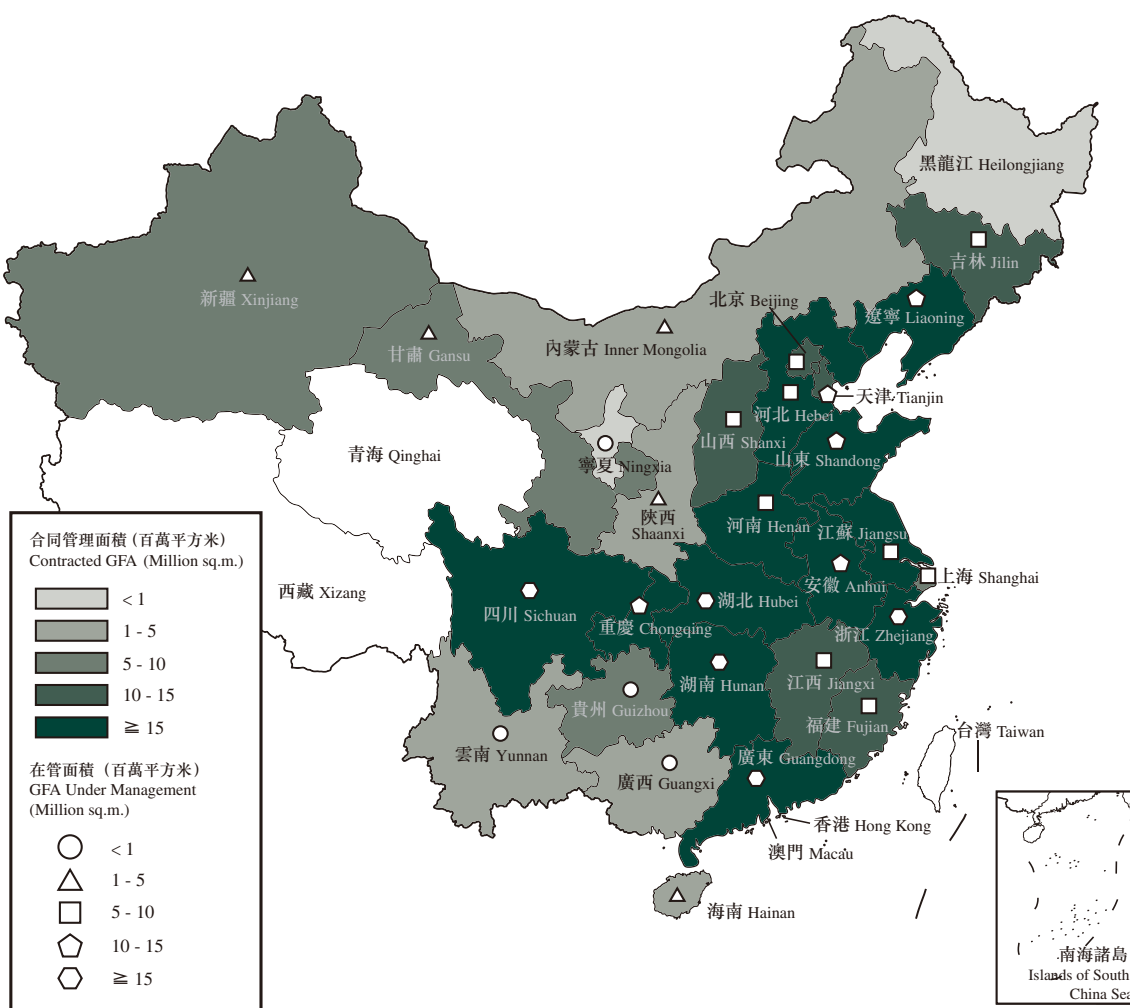 黑龍江 Heilongjiang
吉林 Jilin
新疆 Xinjiang
北京 Beijing
遼寧 Liaoning
甘肅 Gansu
內蒙古 Inner Mongolia
天津 Tianjin
河北 Hebei
山西 Shanxi
青海 Qinghai
寧夏 Ningxia
山東 Shandong
陝西
Shaanxi
河南 Henan
江蘇 Jiangsu
上海 Shanghai
安徽 Anhui
西藏 Xizang
四川 Sichuan
湖北 Hubei
重慶 Chongqing
浙江 Zhejiang
湖南 Hunan
江西 Jiangxi
貴州 Guizhou
福建 Fujian
台灣 Taiwan
雲南 Yunnan
廣東 Guangdong
廣西 Guangxi
香港 Hong Kong
澳門 Macau
海南 Hainan
合同管理面積 (百萬平方米)
Contracted GFA (Million sq.m.)
< 1
1 - 5
5 - 10
10 - 15
≧ 15
在管面積 (百萬平方米)
GFA Under Management
(Million sq.m.)
< 1
1 - 5
5 - 10
10 - 15
≧ 15
南海諸島
Islands of South
China Sea